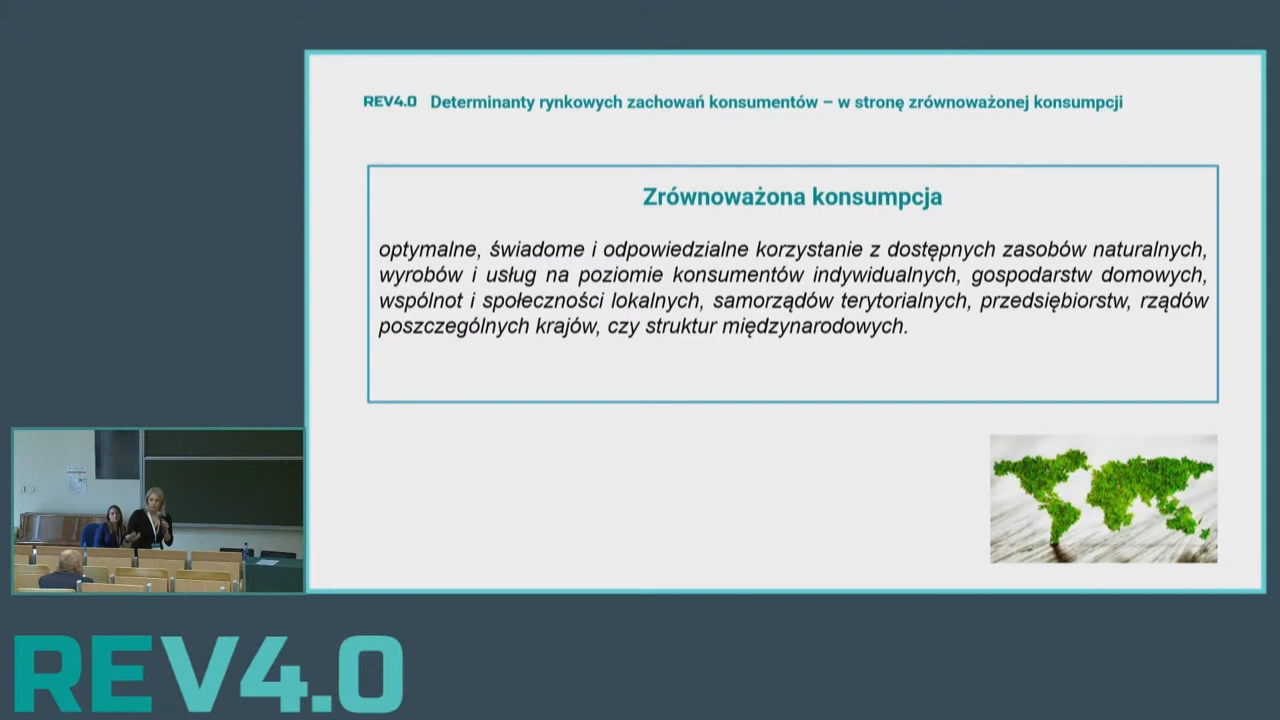 REV4.0 Determinanty rynkowych zachowań konsumentów – w stronę zrównoważonej konsumpcji
Zrównoważona konsumpcja
optymalne, świadome i odpowiedzialne korzystanie z dostępnych zasobów naturalnych,
wyrobów i usług na poziomie konsumentów indywidualnych, gospodarstw domowych,
wspólnot i społeczności lokalnych, samorządów terytorialnych, przedsiębiorstw, rządów
poszczególnych krajów, czy struktur międzynarodowych.
REV4.0